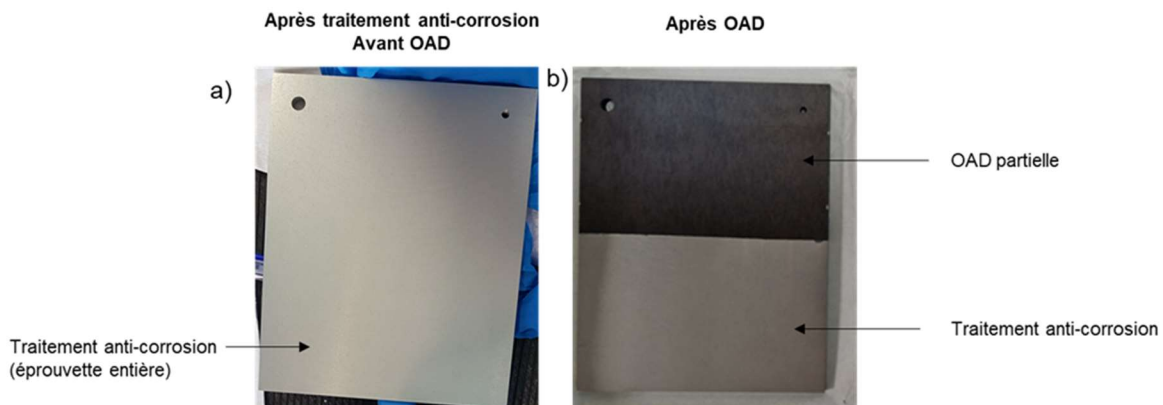 Après traitement anti-corrosion
Avant OAD
Après OAD
a)
b)
OAD partielle
Traitement anti-corrosion
(éprouvette entière)
Traitement anti-corrosion